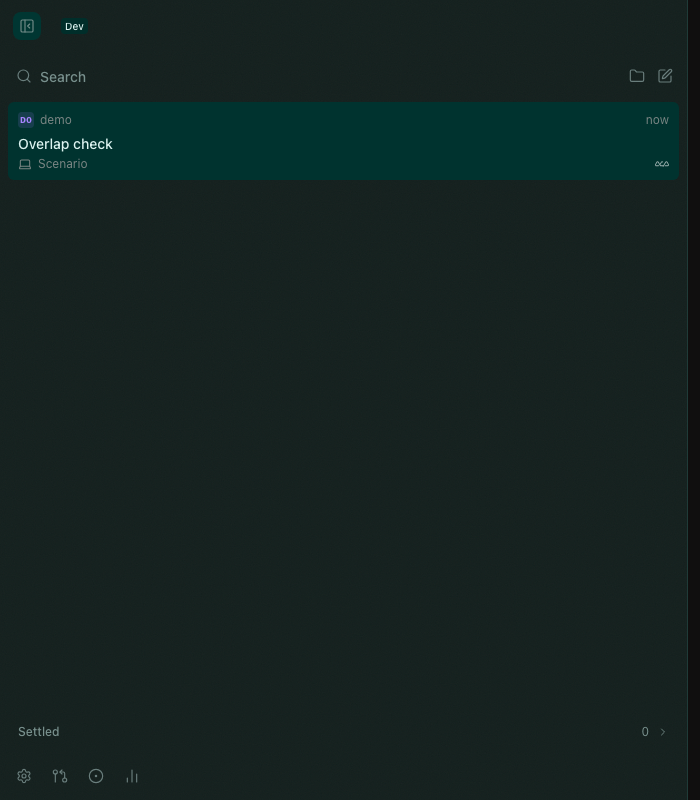 Dev
Search
DO demo now
Overlap check
Scenario
Settled 0